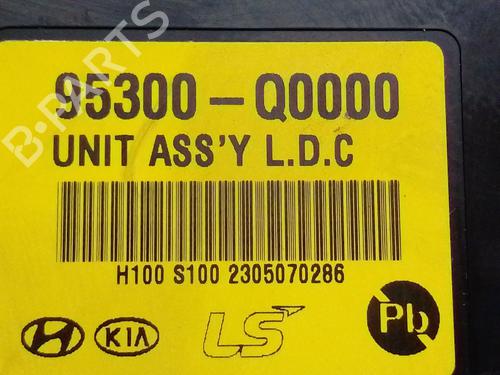 95300-Q0000
UNIT ASS'Y L.D.C
H100 S100 2305070286
KIA LS Pb
B-PARTS